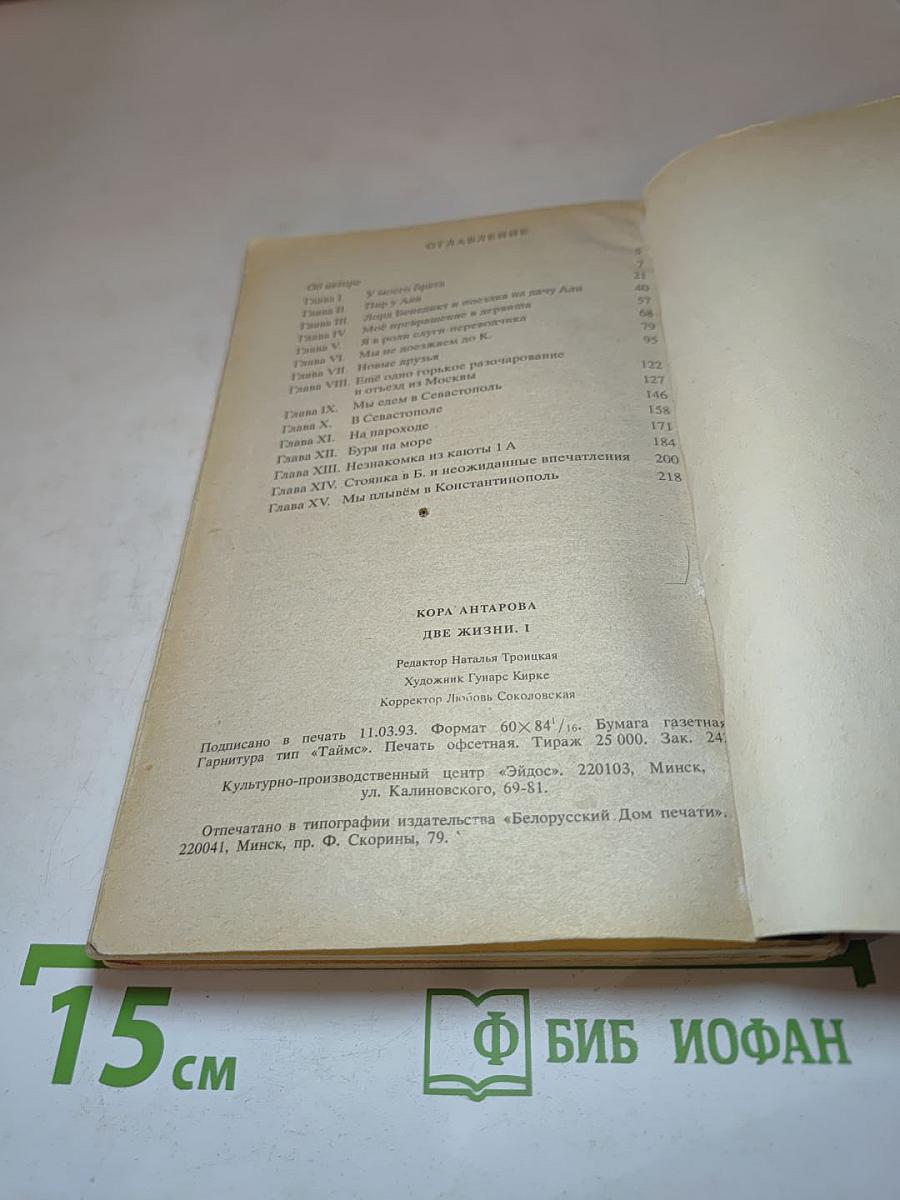 ОГЛАВЛЕНИЕ
Об авторе 5
Глава I. У моего брата 7
Глава II. Пир у Али 21
Глава III. Лорд Бенедикт и поездка на дачу Али 40
Глава IV. Моё превращение в дервиша 57
Глава V. Я в роли слуги-переводчика 68
Глава VI. Мы не доезжаем до К. 79
Глава VII. Новые друзья 95
Глава VIII. Ещё одно горькое разочарование
и отъезд из Москвы 122
Глава IX. Мы едем в Севастополь 127
Глава X. В Севастополе 146
Глава XI. На пароходе 158
Глава XII. Буря на море 171
Глава XIII. Незнакомка из каюты 1 А 184
Глава XIV. Стоянка в Б. и неожиданные впечатления 200
Глава XV. Мы плывём в Константинополь 218
КОРА АНТАРОВА
ДВЕ ЖИЗНИ. I
Редактор Наталья Троицкая
Художник Гунарс Кирке
Корректор Любовь Соколовская
Подписано в печать 11.03.93. Формат 60×84 1/16. Бумага газетная
Гарнитура тип «Таймс». Печать офсетная. Тираж 25 000. Зак. 24.
Культурно-производственный центр «Эйдос». 220103, Минск,
ул. Калиновского, 69-81.
Отпечатано в типографии издательства «Белорусский Дом печати».
220041, Минск, пр. Ф. Скорины, 79.
15 см
Ф БИБ ИОФАН